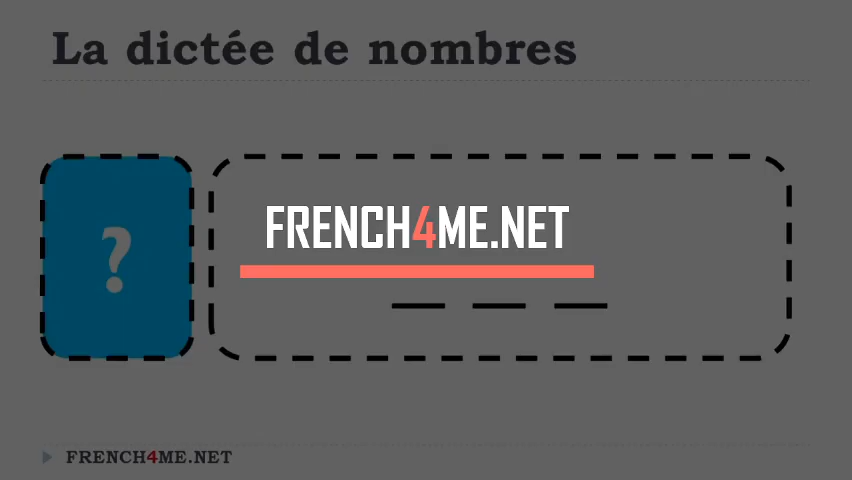 La dictée de nombres
?
FRENCH4ME.NET
FRENCH4ME.NET